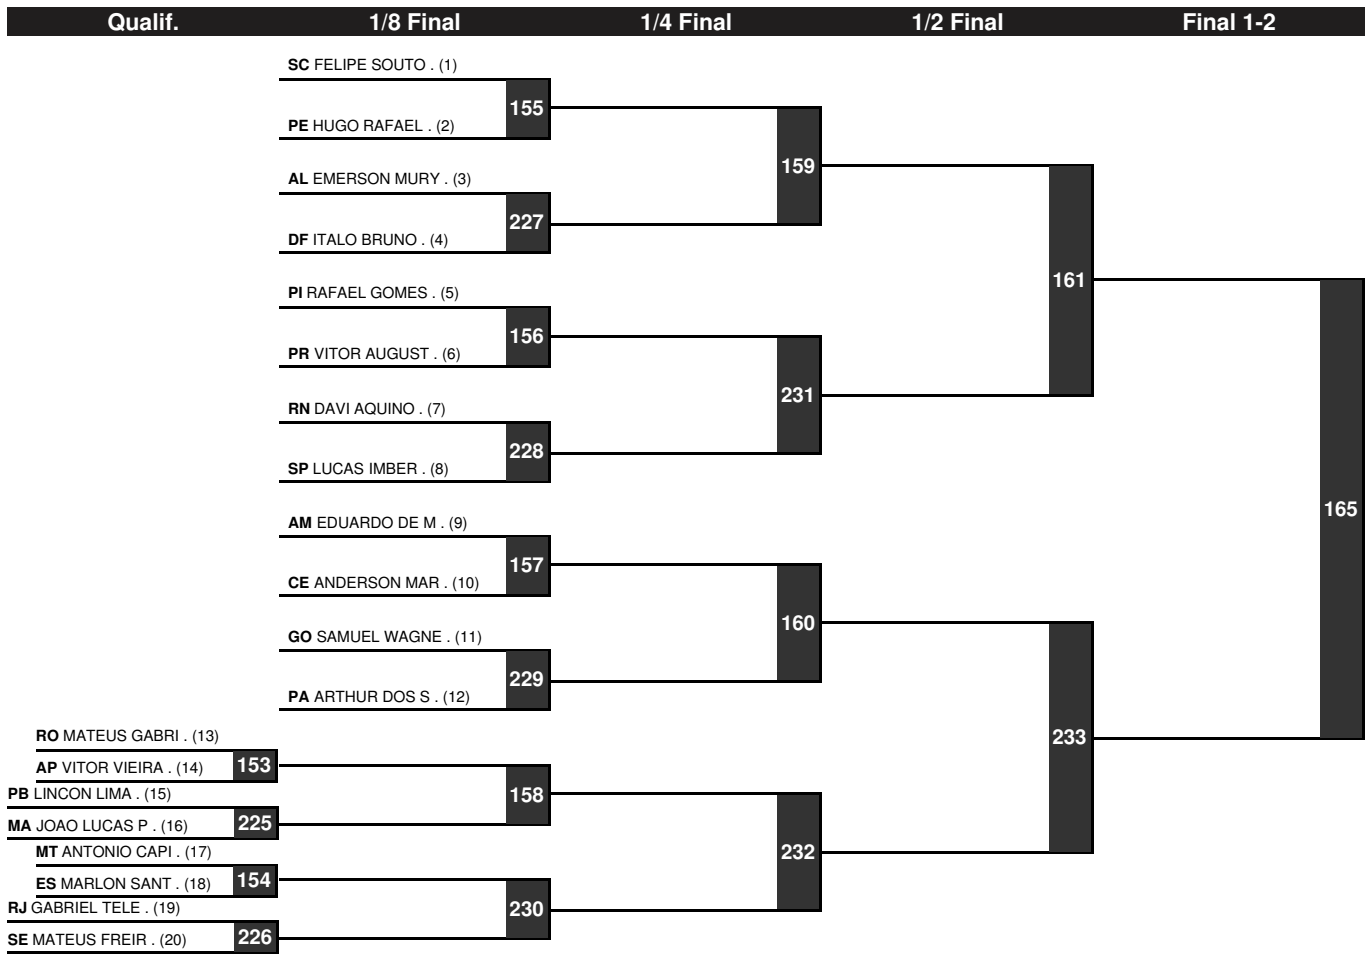 Qualif. 1/8 Final 1/4 Final 1/2 Final Final 1-2
SC FELIPE SOUTO . (1)
155
PE HUGO RAFAEL . (2)
159
AL EMERSON MURY . (3)
227
DF ITALO BRUNO . (4)
161
PI RAFAEL GOMES . (5)
156
PR VITOR AUGUST . (6)
231
RN DAVI AQUINO . (7)
228
SP LUCAS IMBER . (8)
165
AM EDUARDO DE M . (9)
157
CE ANDERSON MAR . (10)
160
GO SAMUEL WAGNE . (11)
229
PA ARTHUR DOS S . (12)
RO MATEUS GABRI . (13)
233
AP VITOR VIEIRA . (14) 153
PB LINCON LIMA . (15)
158
MA JOAO LUCAS P . (16) 225
MT ANTONIO CAPI . (17)
232
ES MARLON SANT . (18) 154
RJ GABRIEL TELE . (19)
230
SE MATEUS FREIR . (20) 226